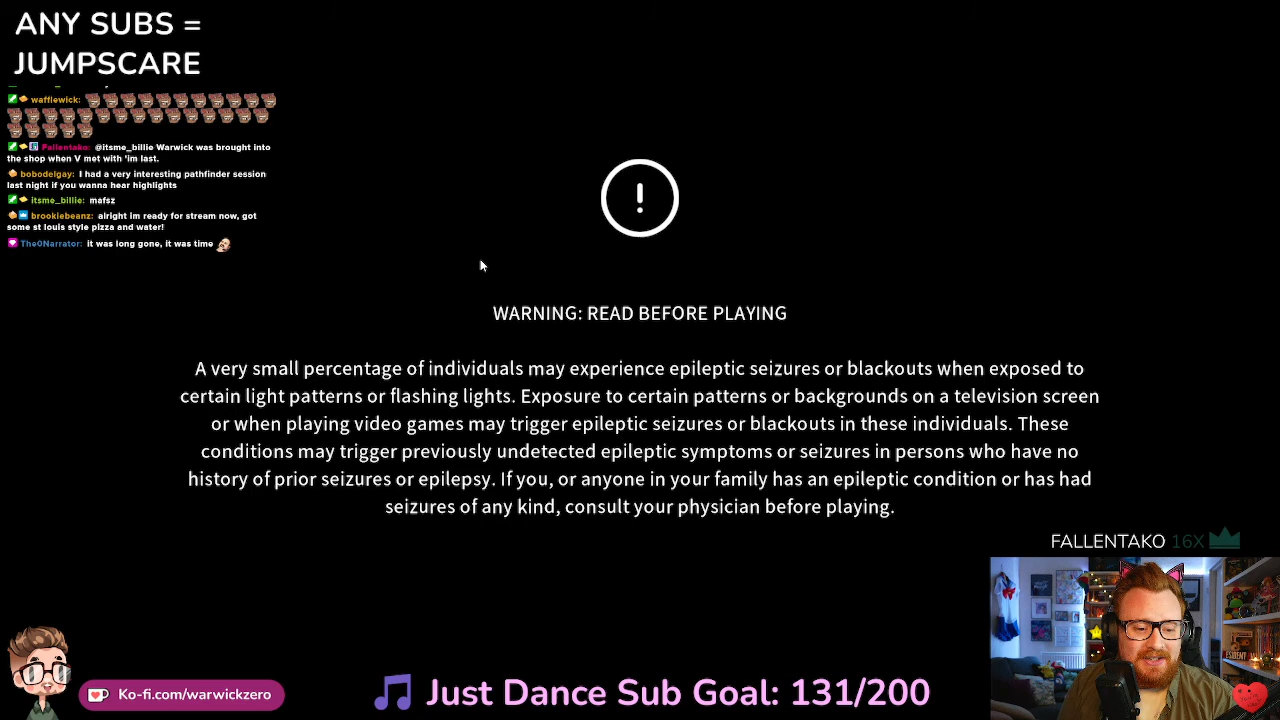 ANY SUBS =
JUMPSCARE
wafflewick:
Fallentako: @itsme_billie Warwick was brought into
the shop when V met with 'im last.
bobodelgay: I had a very interesting pathfinder session
last night if you wanna hear highlights
itsme_billie: mafsz
brookiebeanz: alright im ready for stream now, got
some st louis style pizza and water!
The0Narrator: it was long gone, it was time
WARNING: READ BEFORE PLAYING
A very small percentage of individuals may experience epileptic seizures or blackouts when exposed to
certain light patterns or flashing lights. Exposure to certain patterns or backgrounds on a television screen
or when playing video games may trigger epileptic seizures or blackouts in these individuals. These
conditions may trigger previously undetected epileptic symptoms or seizures in persons who have no
history of prior seizures or epilepsy. If you, or anyone in your family has an epileptic condition or has had
seizures of any kind, consult your physician before playing.
FALLENTAKO 16X
Ko-fi.com/warwickzero
Just Dance Sub Goal: 131/200